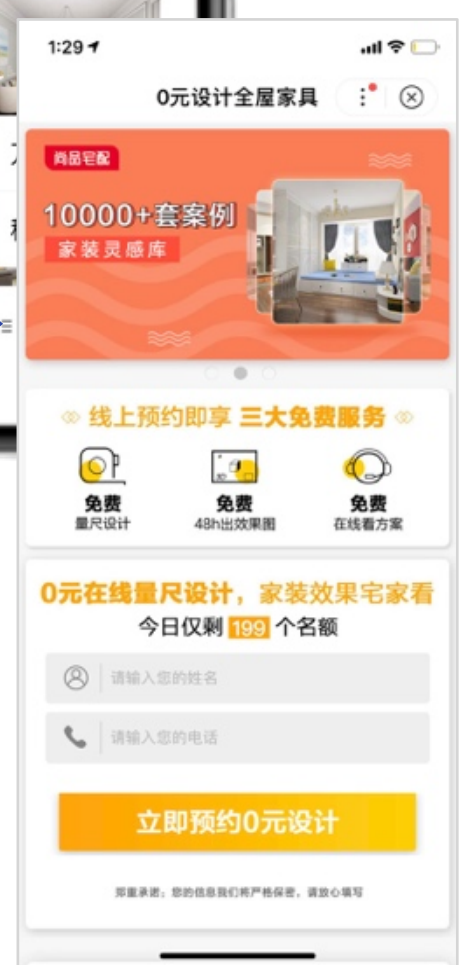 1:29
0元设计全屋家具
尚品宅配
10000+套案例
家装灵感库
线上预约即享 三大免费服务
免费 免费 免费
量尺设计 48h出效果图 在线看方案
0元在线量尺设计，家装效果宅家看
今日仅剩 199 个名额
请输入您的姓名
请输入您的电话
立即预约0元设计
郑重承诺：您的信息我们将严格保密，请放心填写